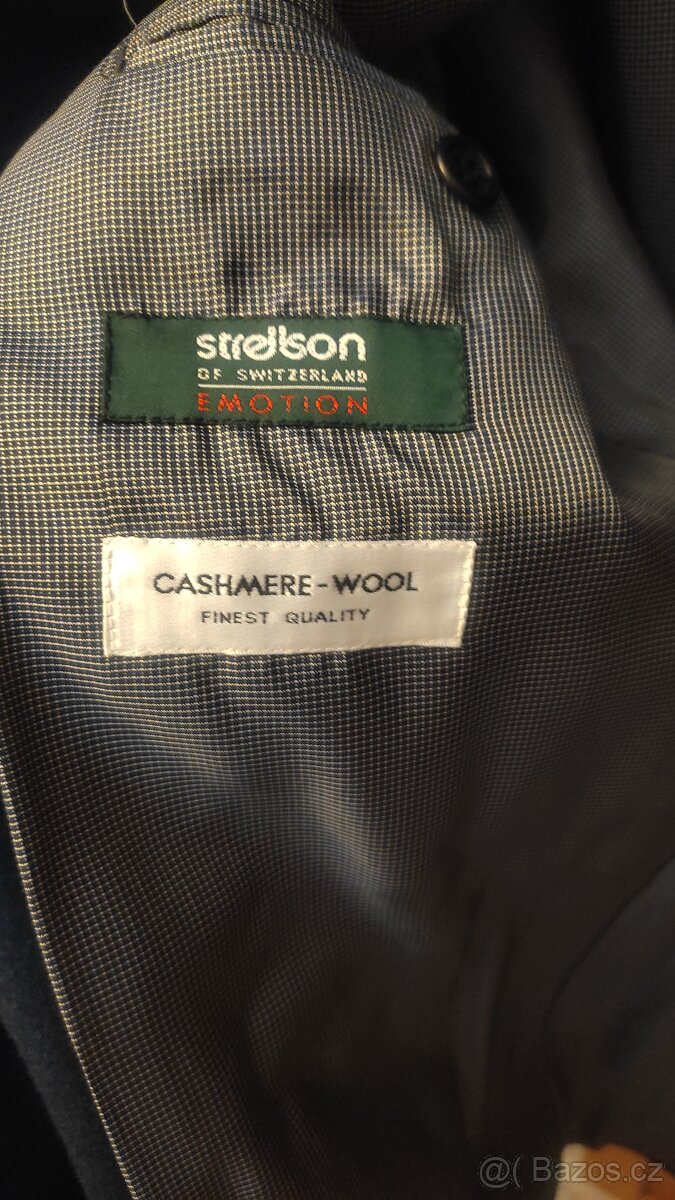 strellson
OF SWITZERLAND
EMOTION
CASHMERE-WOOL
FINEST QUALITY
@( Bazos.cz